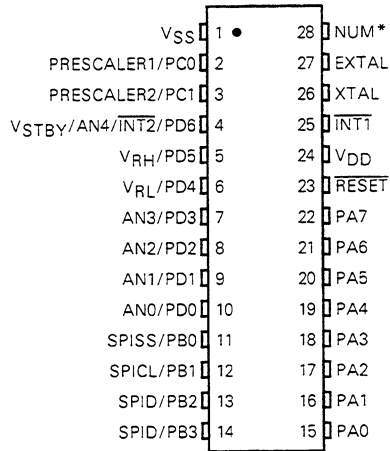 VSS 1 28 NUM*
PRESCALER1/PC0 2 27 EXTAL
PRESCALER2/PC1 3 26 XTAL
VSTBY/AN4/INT2/PD6 4 25 INT1
VRH/PD5 5 24 VDD
VRL/PD4 6 23 RESET
AN3/PD3 7 22 PA7
AN2/PD2 8 21 PA6
AN1/PD1 9 20 PA5
AN0/PD0 10 19 PA4
SPISS/PB0 11 18 PA3
SPICL/PB1 12 17 PA2
SPID/PB2 13 16 PA1
SPID/PB3 14 15 PA0